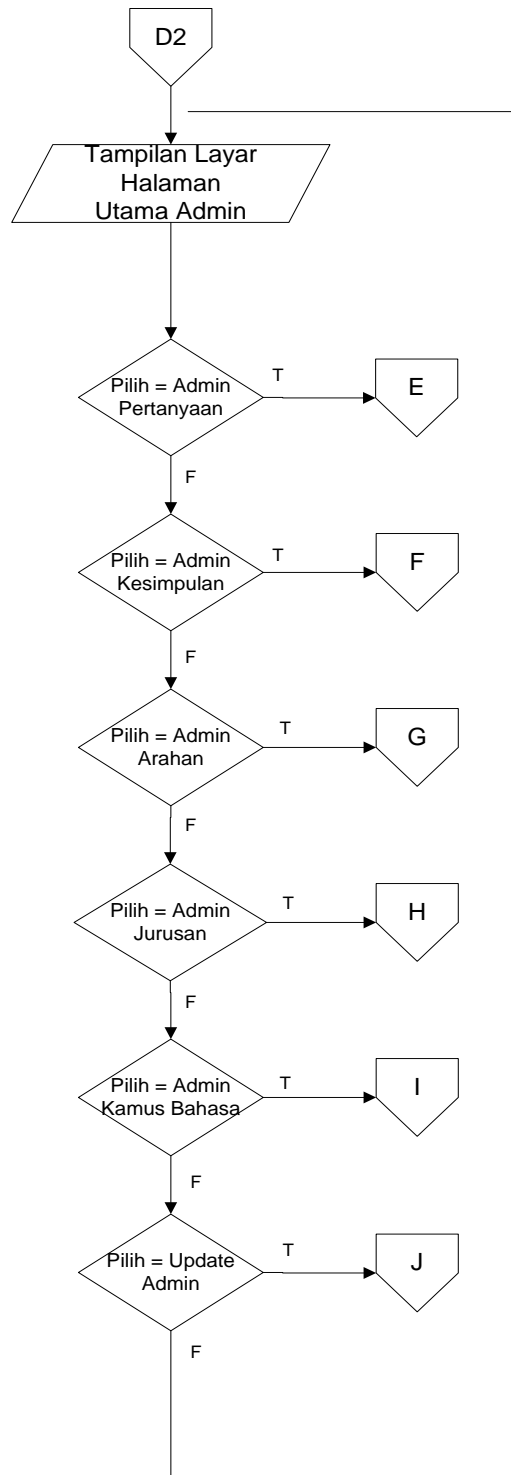 D2
Tampilan Layar
Halaman
Utama Admin
Pilih = Admin
Pertanyaan
T
E
F
Pilih = Admin
Kesimpulan
T
F
F
Pilih = Admin
Arahan
T
G
F
Pilih = Admin
Jurusan
T
H
F
Pilih = Admin
Kamus Bahasa
T
I
F
Pilih = Update
Admin
T
J
F